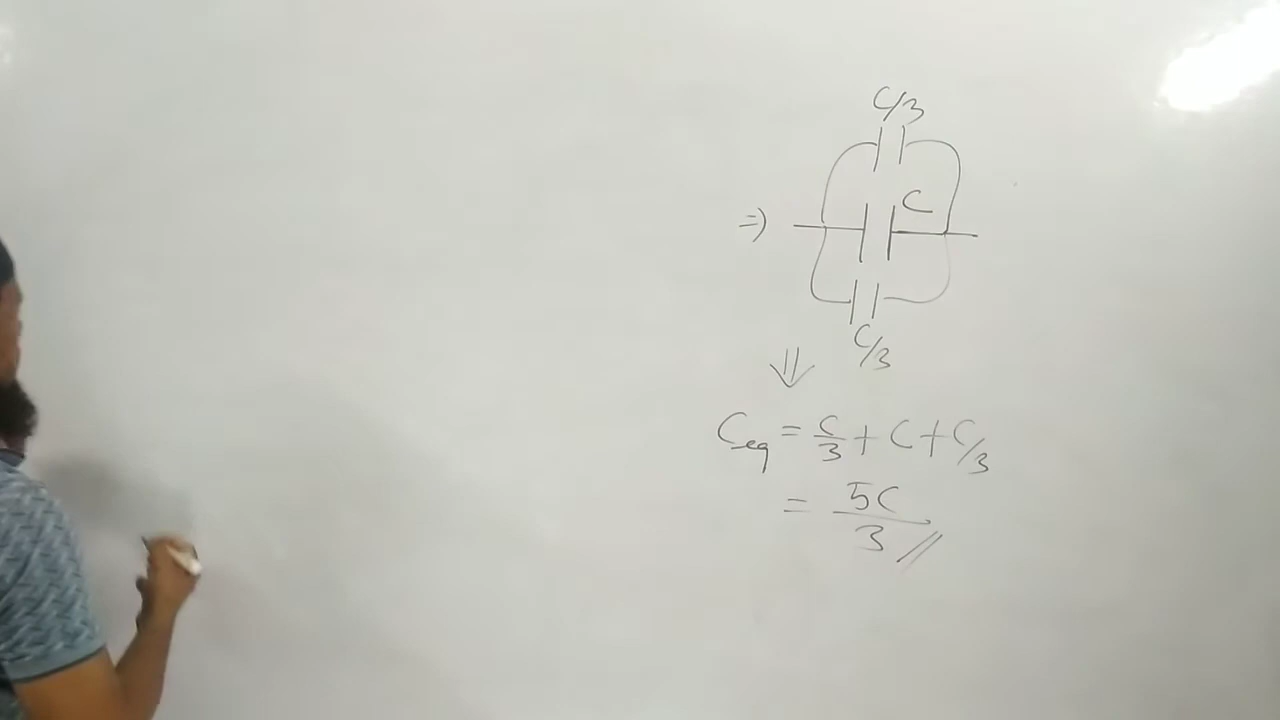 C/3
⇒ C
C/3
⇓
Ceq = C/3 + C + C/3
= 5C/3 //